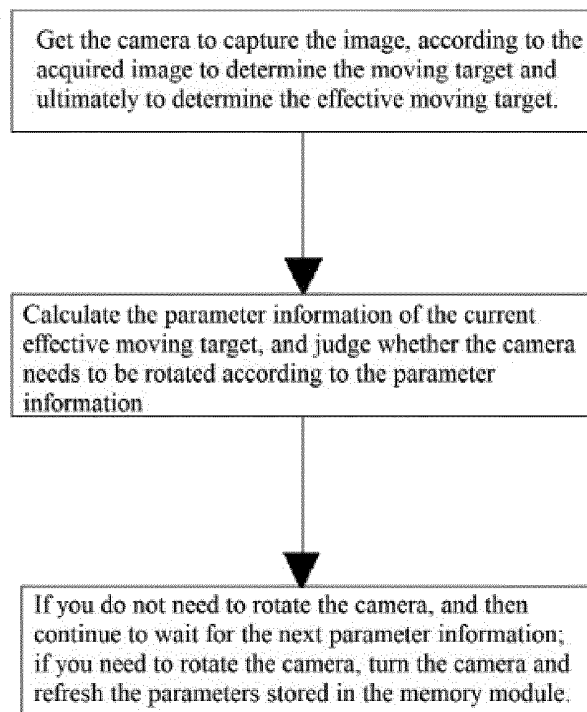 Get the camera to capture the image, according to the
acquired image to determine the moving target and
ultimately to determine the effective moving target.
Calculate the parameter information of the current
effective moving target, and judge whether the camera
needs to be rotated according to the parameter
information
If you do not need to rotate the camera, and then
continue to wait for the next parameter information;
if you need to rotate the camera, turn the camera and
refresh the parameters stored in the memory module.